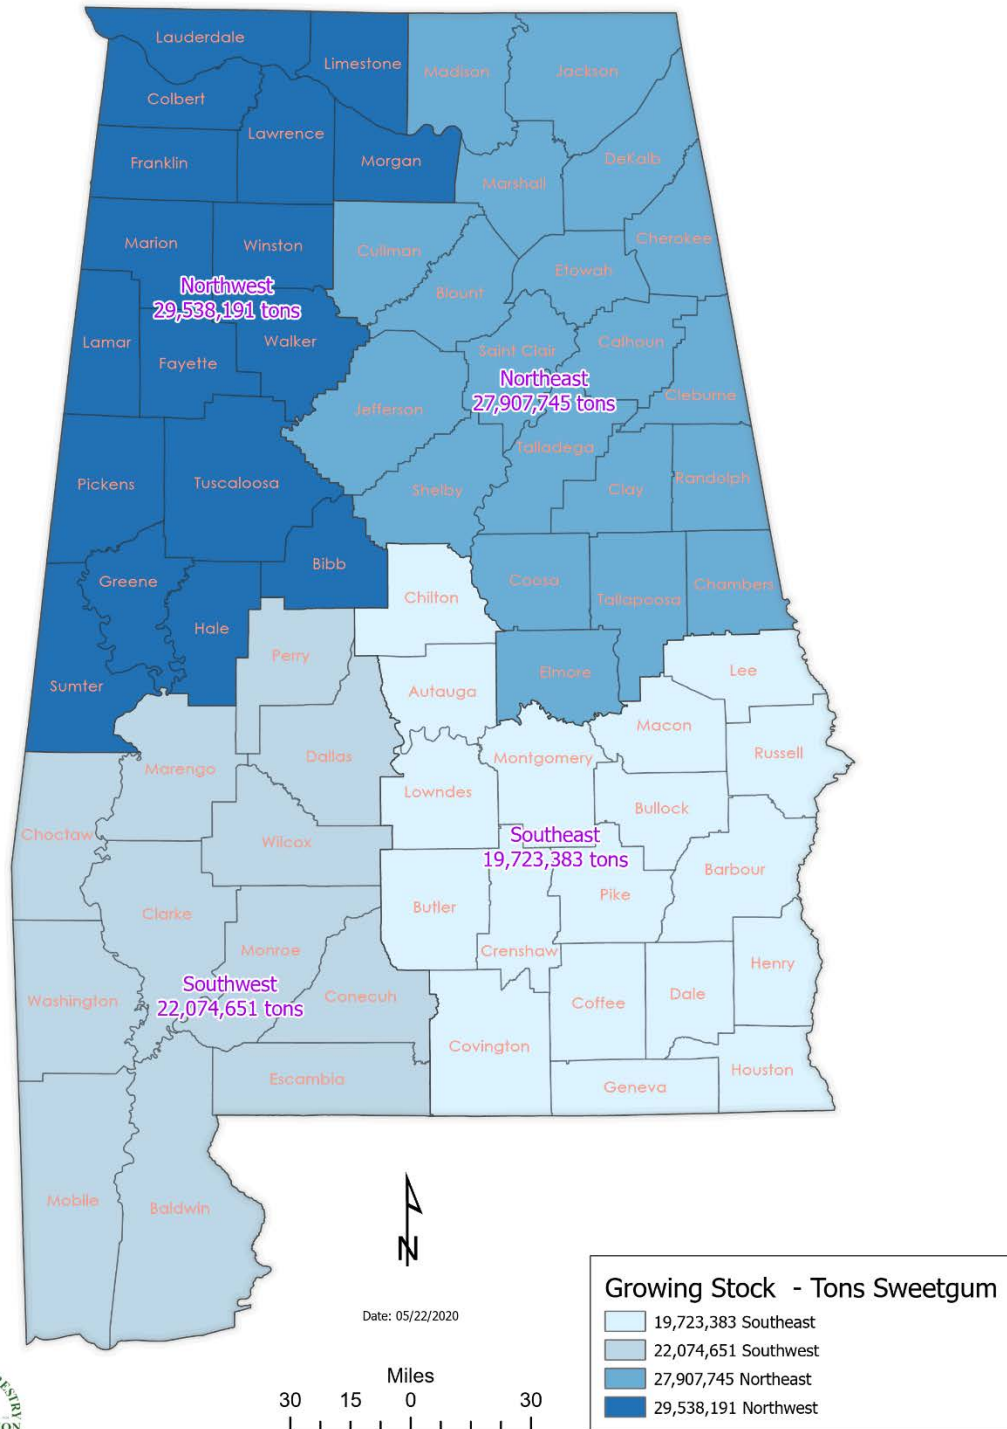 Lauderdale
Limestone
Madison
Jackson
Colbert
Lawrence
Franklin
Morgan
DeKalb
Marshall
Marion
Winston
Cullman
Cherokee
Etowah
Blount
Northwest
29,538,191 tons
Lamar
Fayette
Walker
Saint Clair
Calhoun
Northeast
27,907,745 tons
Cleburne
Jefferson
Talladega
Pickens
Tuscaloosa
Shelby
Clay
Randolph
Greene
Bibb
Coosa
Tallapoosa
Chambers
Chilton
Hale
Perry
Sumter
Autauga
Elmore
Lee
Macon
Marengo
Dallas
Montgomery
Russell
Lowndes
Bullock
Choctaw
Wilcox
Southeast
19,723,383 tons
Barbour
Clarke
Butler
Pike
Monroe
Crenshaw
Henry
Southwest
22,074,651 tons
Washington
Conecuh
Coffee
Dale
Covington
Escambia
Geneva
Houston
Mobile
Baldwin
N
Date: 05/22/2020
Growing Stock - Tons Sweetgum
19,723,383 Southeast
22,074,651 Southwest
27,907,745 Northeast
29,538,191 Northwest
Miles
30 15 0 30